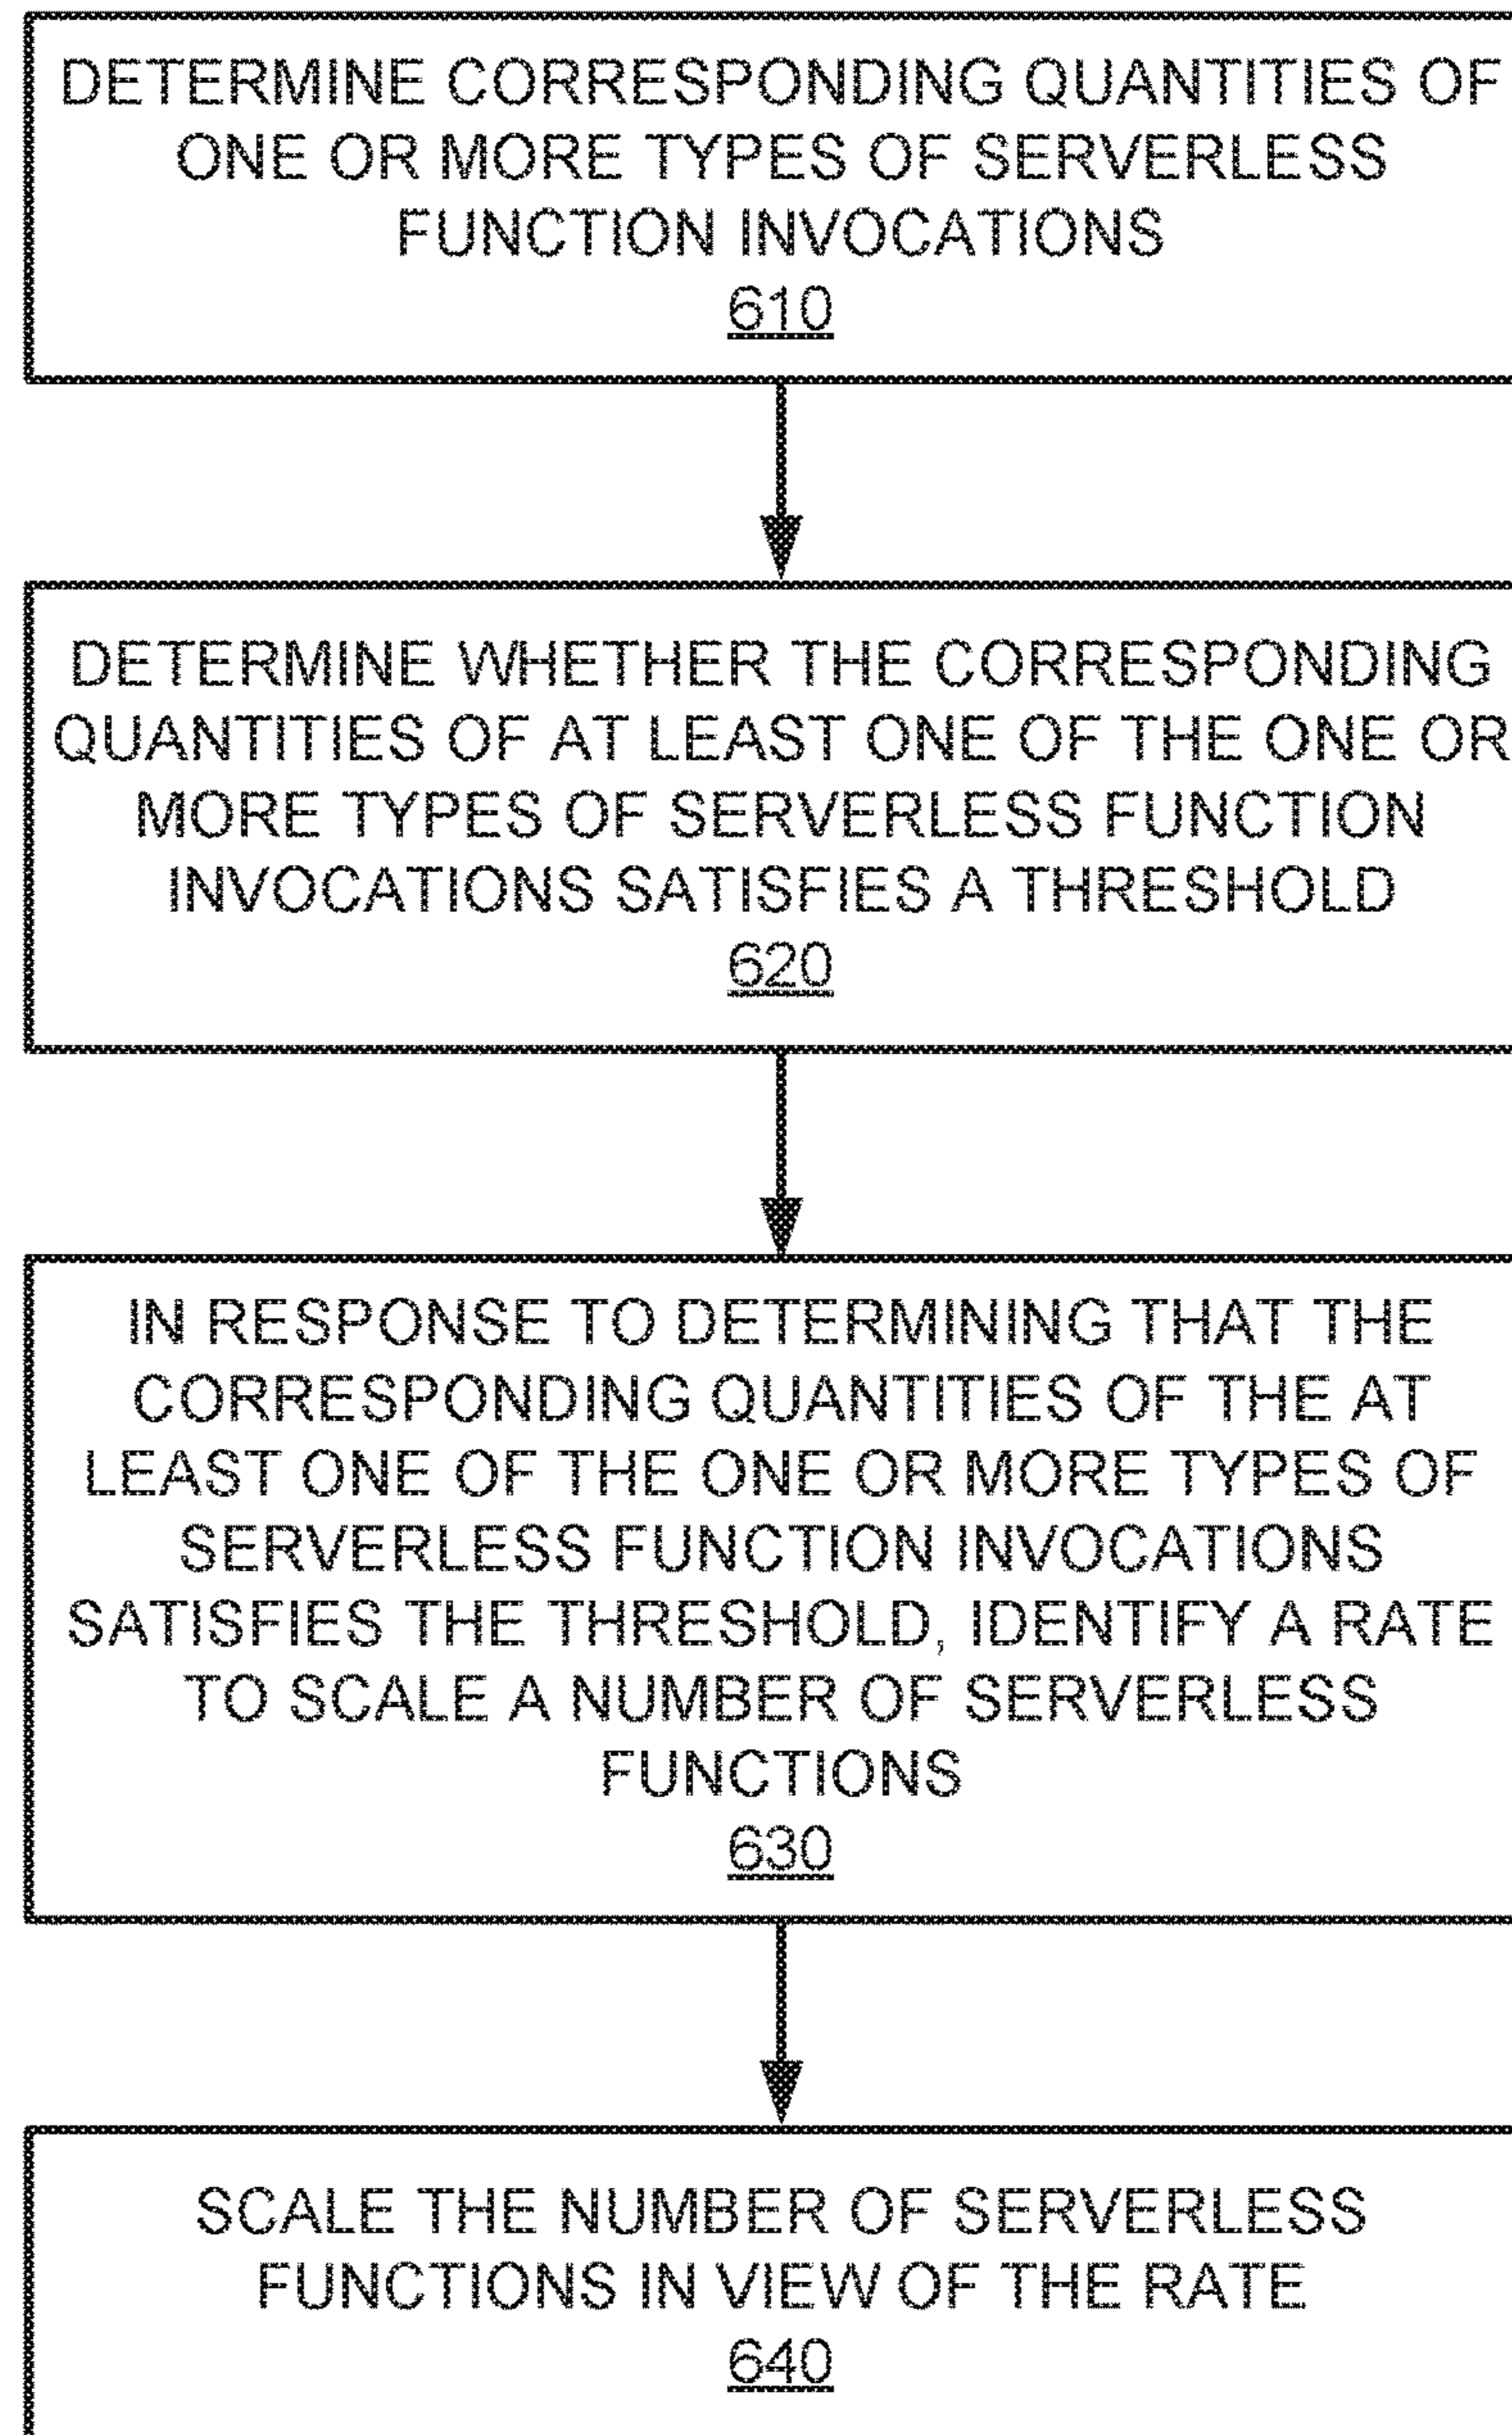 DETERMINE CORRESPONDING QUANTITIES OF
ONE OR MORE TYPES OF SERVERLESS
FUNCTION INVOCATIONS
610
DETERMINE WHETHER THE CORRESPONDING
QUANTITIES OF AT LEAST ONE OF THE ONE OR
MORE TYPES OF SERVERLESS FUNCTION
INVOCATIONS SATISFIES A THRESHOLD
620
IN RESPONSE TO DETERMINING THAT THE
CORRESPONDING QUANTITIES OF THE AT
LEAST ONE OF THE ONE OR MORE TYPES OF
SERVERLESS FUNCTION INVOCATIONS
SATISFIES THE THRESHOLD, IDENTIFY A RATE
TO SCALE A NUMBER OF SERVERLESS
FUNCTIONS
630
SCALE THE NUMBER OF SERVERLESS
FUNCTIONS IN VIEW OF THE RATE
640